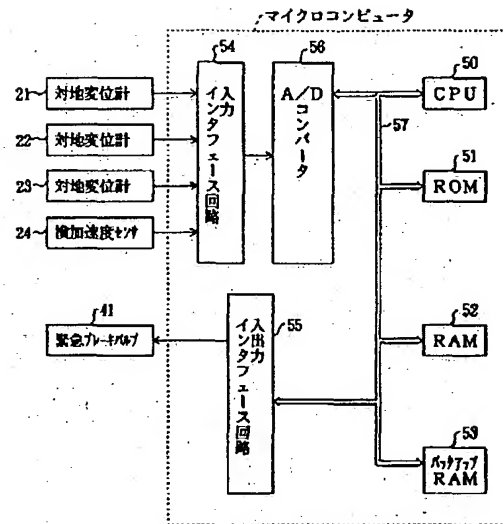 マイクロコンピュータ
54
入力インタフェース回路
56
A/Dコンバータ
50
CPU
57
51
ROM
52
RAM
53
バックアップ
RAM
21
対地変位計
22
対地変位計
23
対地変位計
24
横加速度センサ
41
緊急ブレーキバルブ
55
入出力
インタフェース回路